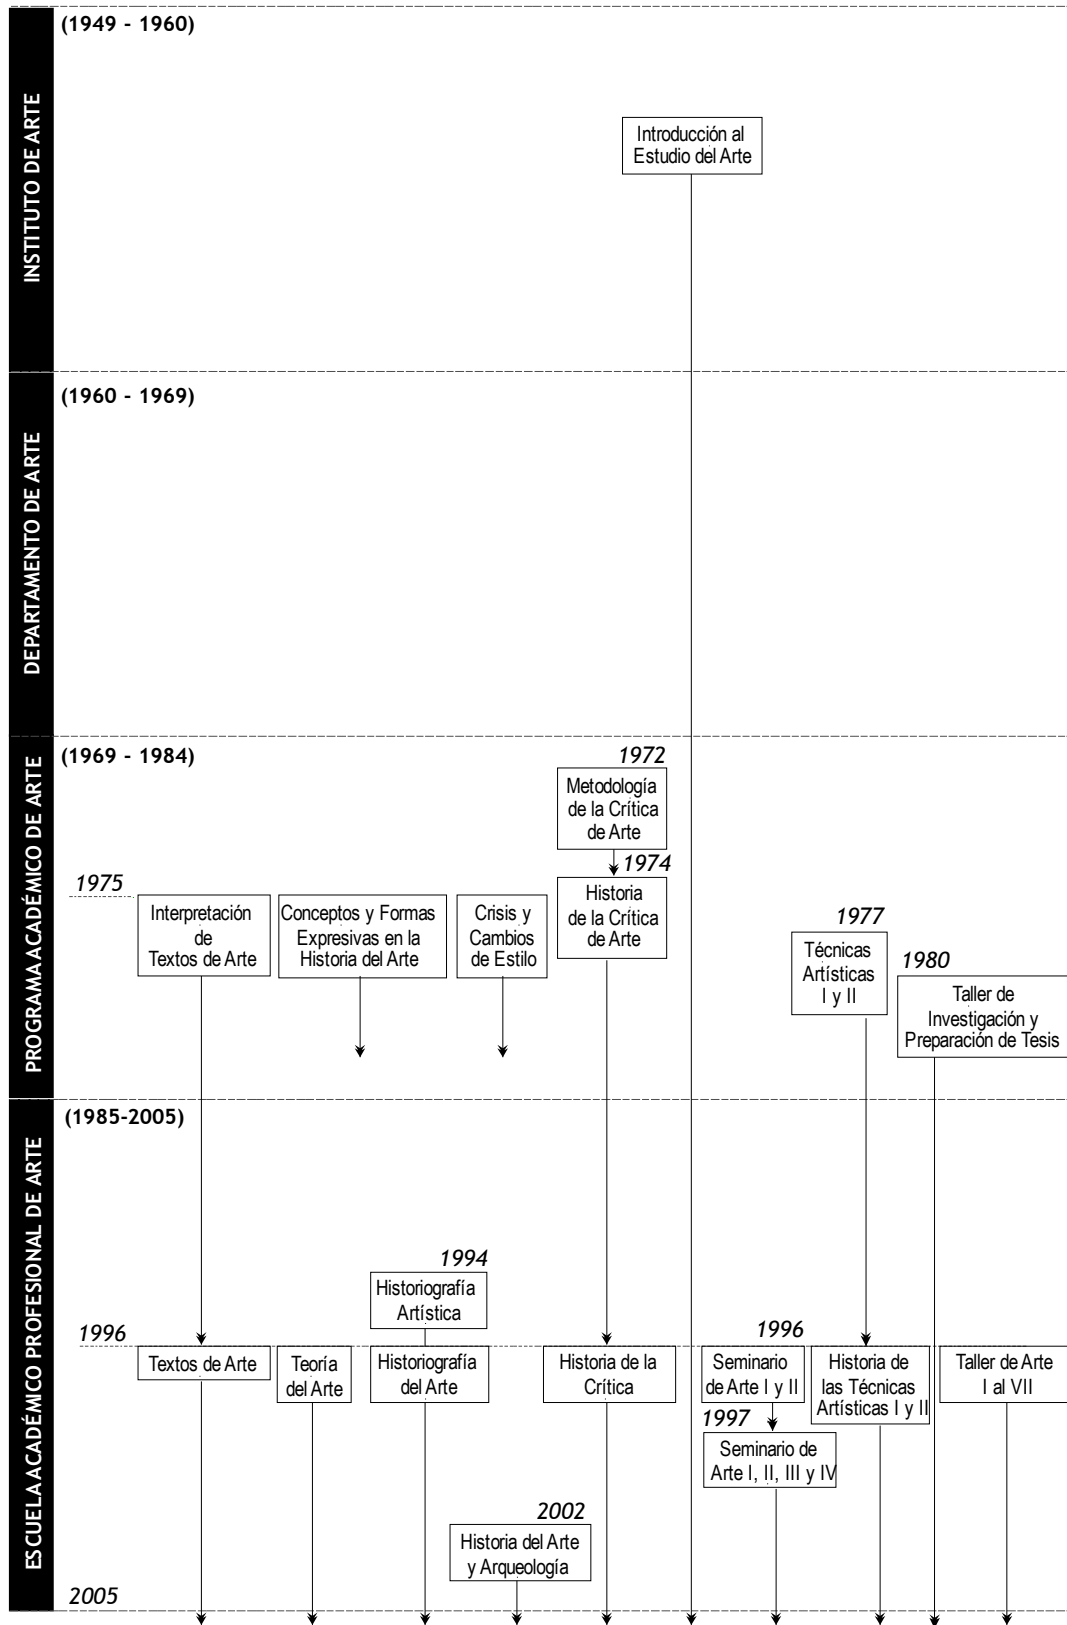 INSTITUTO DE ARTE
(1949 - 1960)
Introducción al
Estudio del Arte
DEPARTAMENTO DE ARTE
(1960 - 1969)
PROGRAMA ACADÉMICO DE ARTE
(1969 - 1984)
1972
Metodología
de la Crítica
de Arte
1974
Historia
de la Crítica
de Arte
1975
Interpretación
de
Textos de Arte
Conceptos y Formas
Expresivas en la
Historia del Arte
Crisis y
Cambios
de Estilo
1977
Técnicas
Artísticas
I y II
1980
Taller de
Investigación y
Preparación de Tesis
ESCUELA ACADÉMICO PROFESIONAL DE ARTE
(1985-2005)
1994
Historiografía
Artística
1996
Textos de Arte
Teoría
del Arte
Historiografía
del Arte
Historia de la
Crítica
1996
Seminario
de Arte I y II
Historia de
las Técnicas
Artísticas I y II
Taller de Arte
I al VII
1997
Seminario de
Arte I, II, III y IV
2002
Historia del Arte
y Arqueología
2005